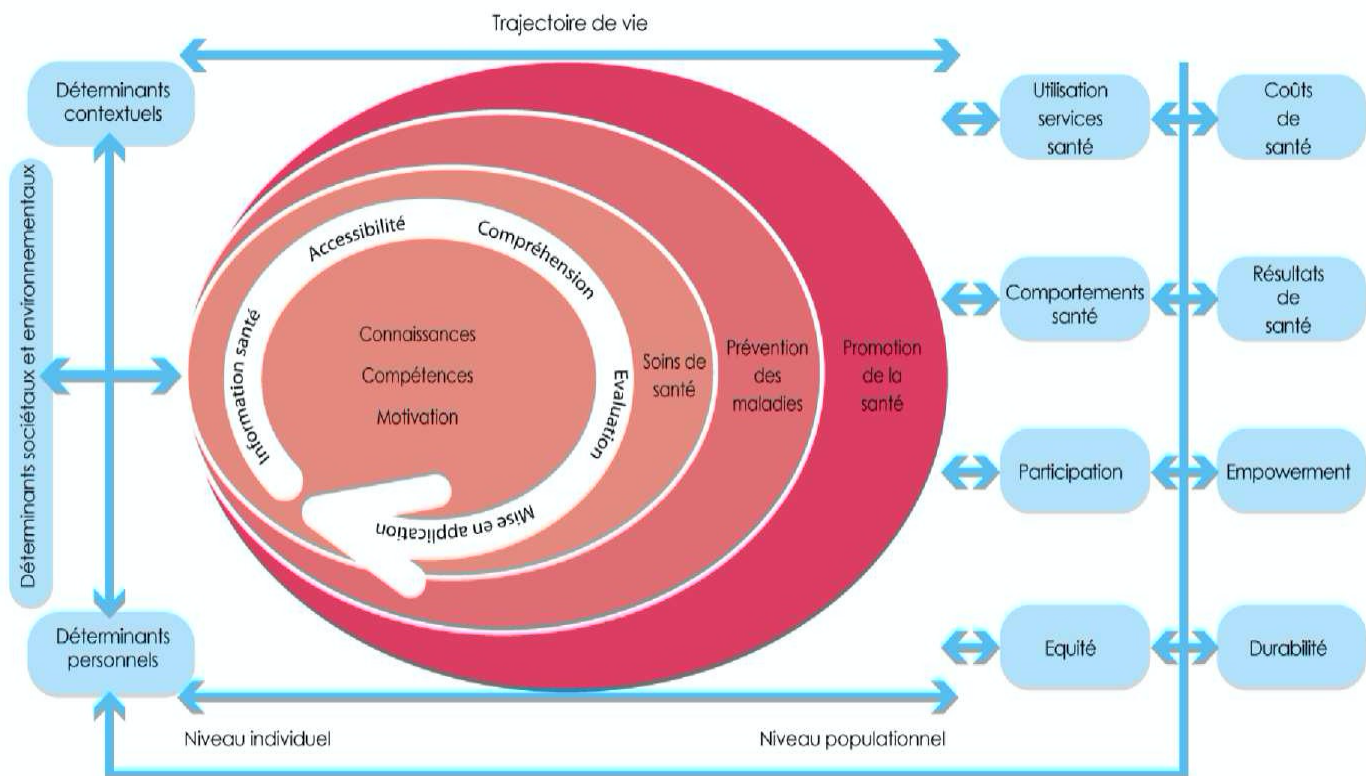 Trajectoire de vie
Déterminants
contextuels
Déterminants sociétaux et environnementaux
Déterminants
personnels
Information santé
Accessibilité
Compréhension
Evaluation
Mise en application
Connaissances
Compétences
Motivation
Soins de
santé
Prévention
des
maladies
Promotion
de la
santé
Utilisation
services
santé
Coûts
de
santé
Comportements
santé
Résultats
de
santé
Participation
Empowerment
Equité
Durabilité
Niveau individuel
Niveau populationnel